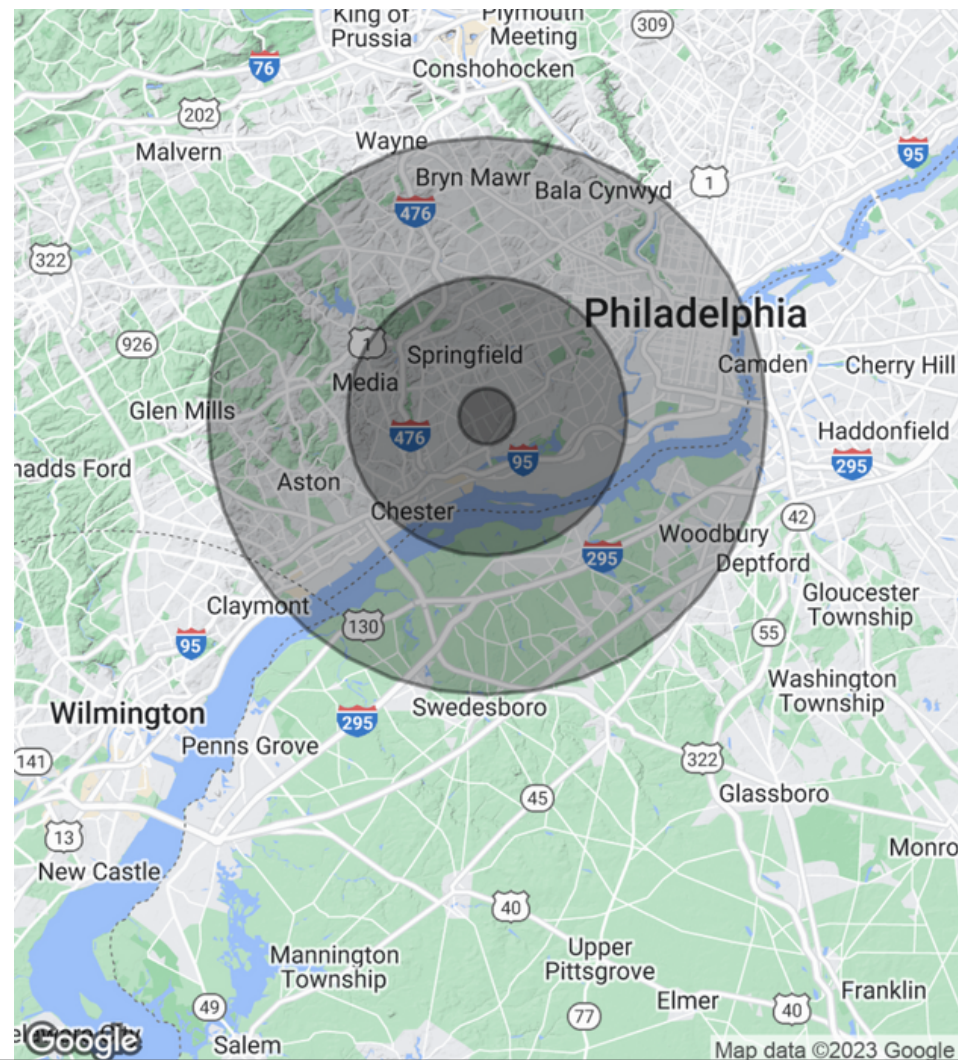 King of
Prussia
Plymouth
Meeting
309
76
Conshohocken
202
Malvern
Wayne
95
Bryn Mawr
Bala Cynwyd
1
476
322
Philadelphia
926
1
Springfield
Media
Camden
Cherry Hill
Glen Mills
476
95
Haddonfield
295
hadds Ford
Aston
Chester
42
Woodbury
295
Deptford
Claymont
130
Gloucester
Township
95
55
Washington
Township
Wilmington
Swedesboro
295
Penns Grove
141
322
45
Glassboro
13
Monro
New Castle
40
Mannington
Township
Upper
Pittsgrove
49
77
Elmer
40
Franklin
Google
Salem
Map data ©2023 Google